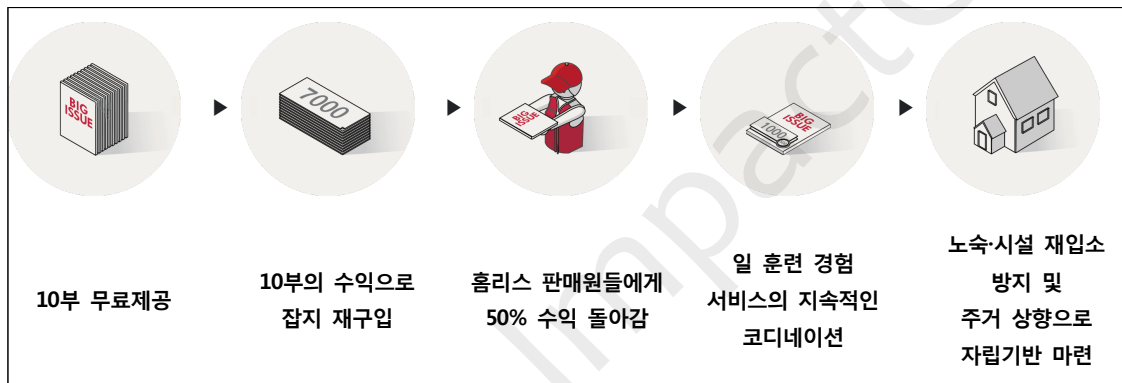 BIG
ISSUE
7000
BIG
ISSUE
BIG
ISSUE
1000
10부 무료제공
10부의 수익으로
잡지 재구입
홈리스 판매원들에게
50% 수익 돌아감
일 훈련 경험
서비스의 지속적인
코디네이션
노숙·시설 재입소
방지 및
주거 상향으로
자립기반 마련
Impact